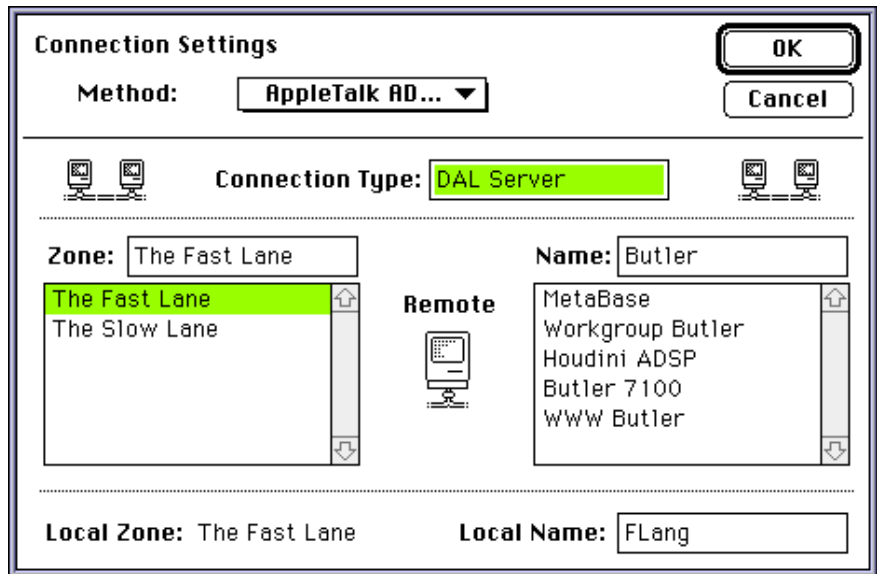 Connection Settings
OK
Method: AppleTalk AD...
Cancel
Connection Type: DAL Server
Zone: The Fast Lane
The Fast Lane
The Slow Lane
Remote
Name: Butler
MetaBase
Workgroup Butler
Houdini ADSP
Butler 7100
WWW Butler
Local Zone: The Fast Lane
Local Name: FLang